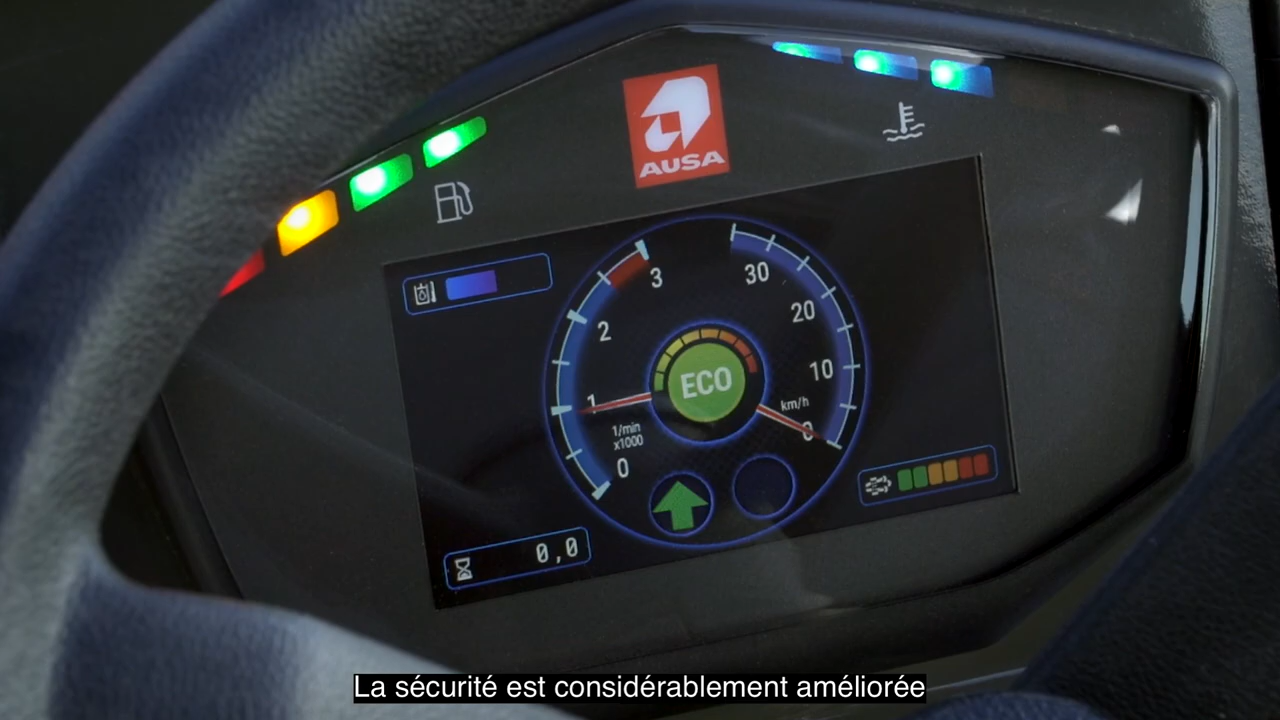 AUSA
3
2
1
1/min
x1000
0
30
20
10
km/h
0
ECO
0,0
La sécurité est considérablement améliorée